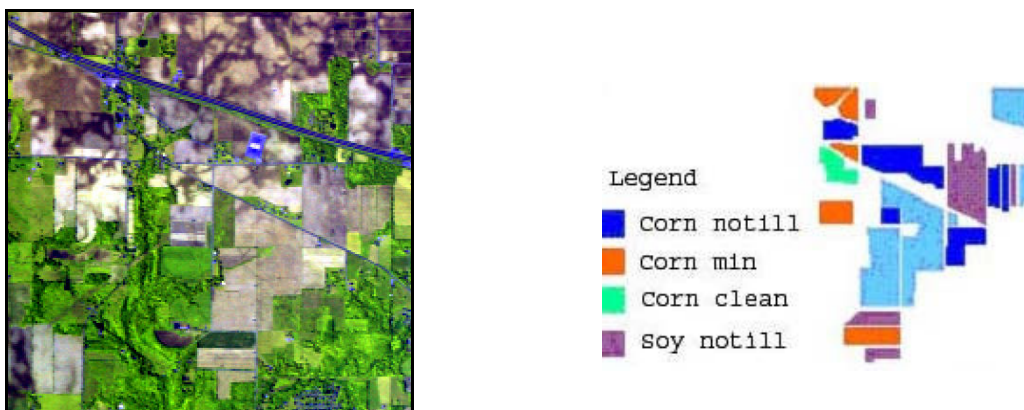 Legend
Corn notill
Corn min
Corn clean
Soy notill